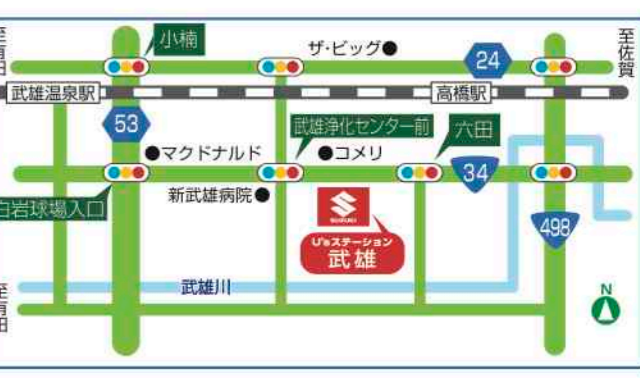 至有田
小楠
ザ・ビッグ
24
至佐賀
武雄温泉駅
高橋駅
53
武雄浄化センター前
六田
マクドナルド
コメリ
34
新武雄病院
白岩球場入口
SUZUKI
U'sステーション
武雄
498
武雄川
至有田
N